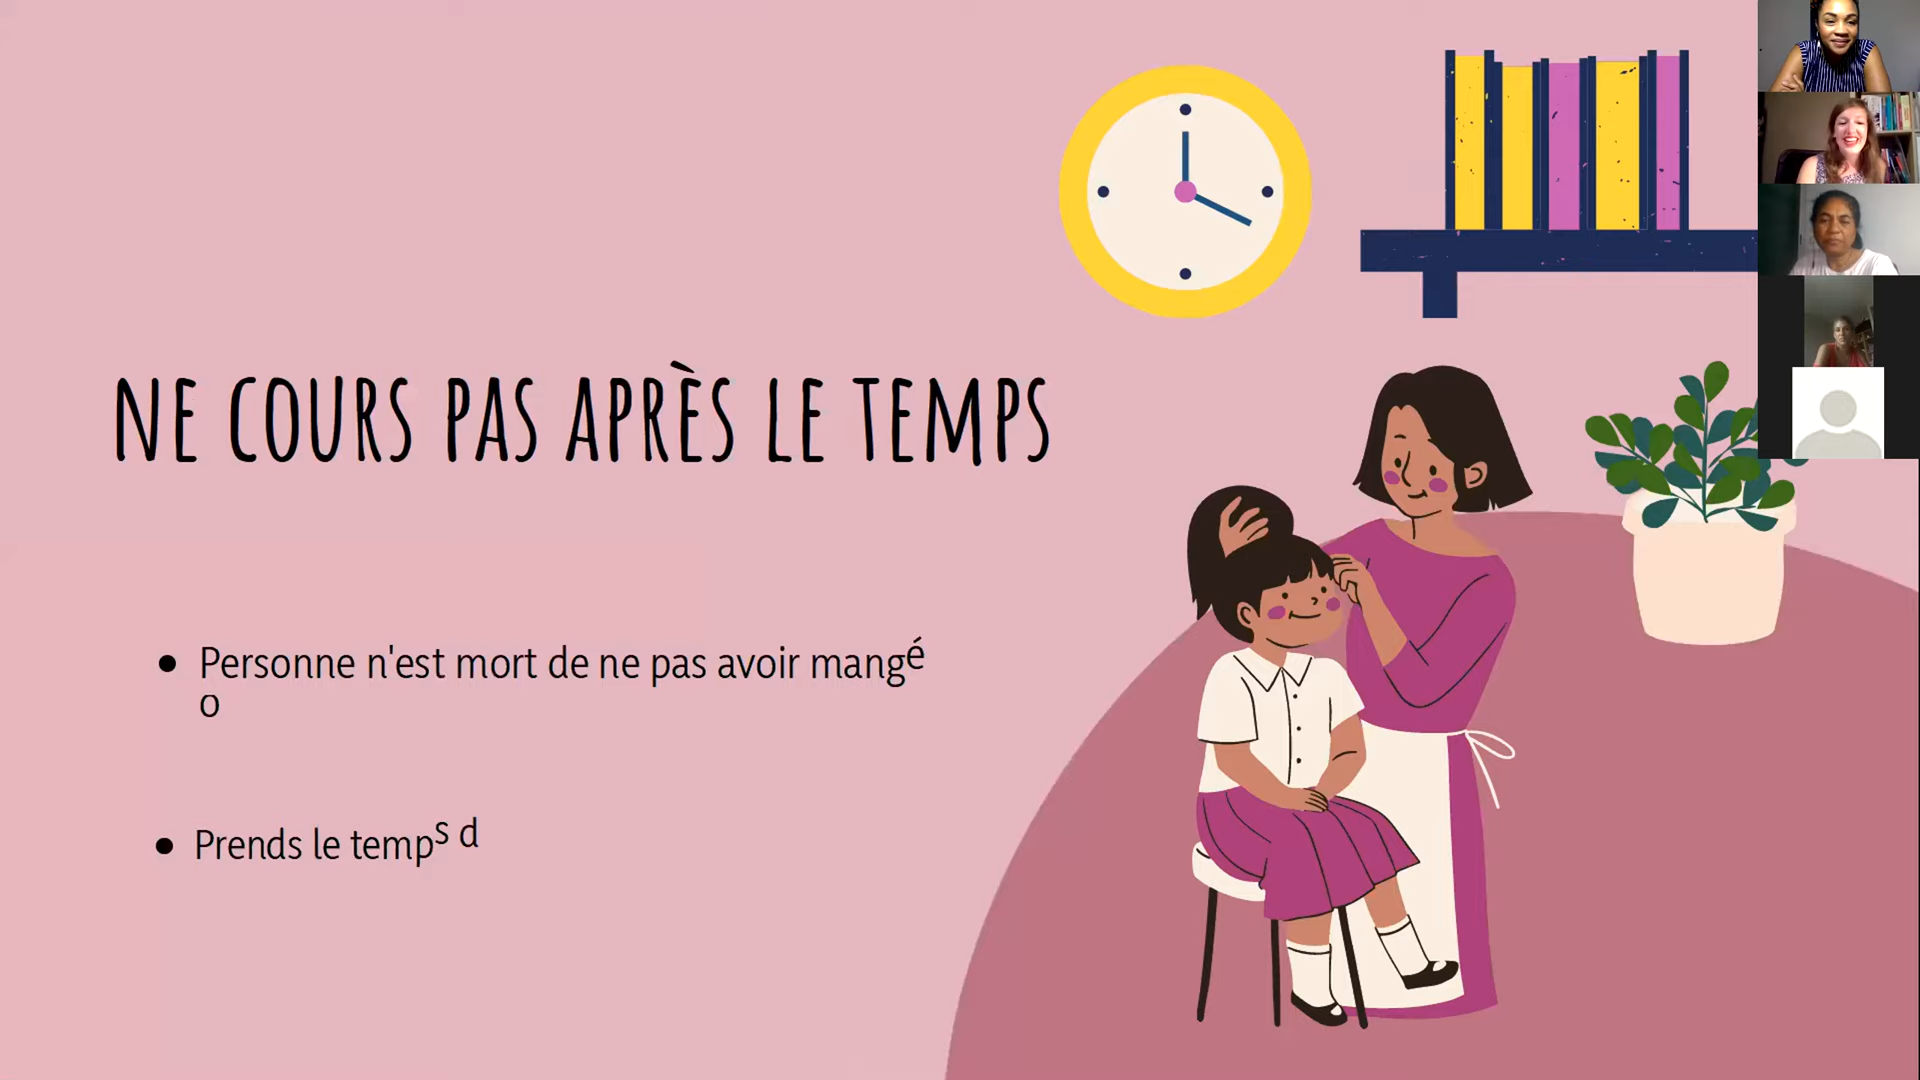 NE COURS PAS APRÈS LE TEMPS
Personne n'est mort de ne pas avoir mangé
o
Prends le temps d